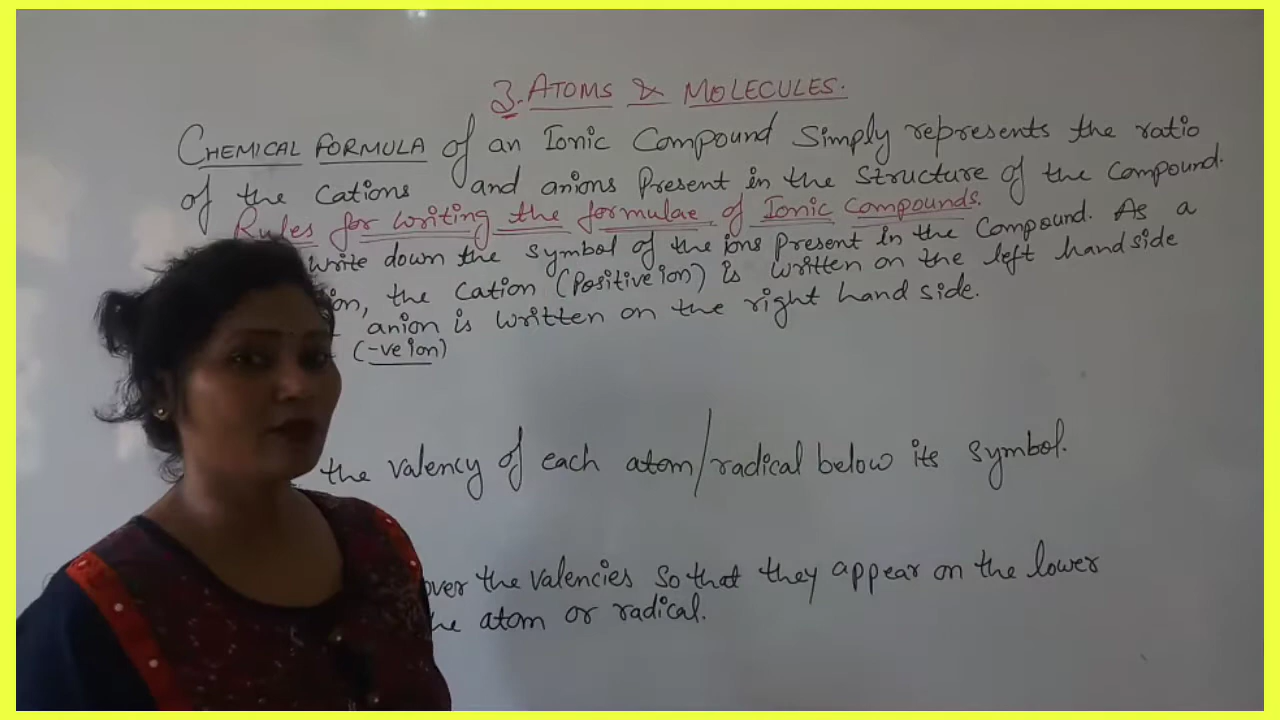 3. ATOMS & MOLECULES.
CHEMICAL FORMULA of an Ionic Compound Simply represents the ratio
of the Cations and anions Present in the Structure of the Compound.
Rules for writing the formulae of Ionic Compounds.
Write down the symbol of the ions present in the Compound. As a
the Cation (Positive ion) is written on the left hand side
anion is written on the right hand side.
(-ve ion)
the valency of each atom/radical below its symbol.
over the valencies so that they appear on the lower
atom or radical.